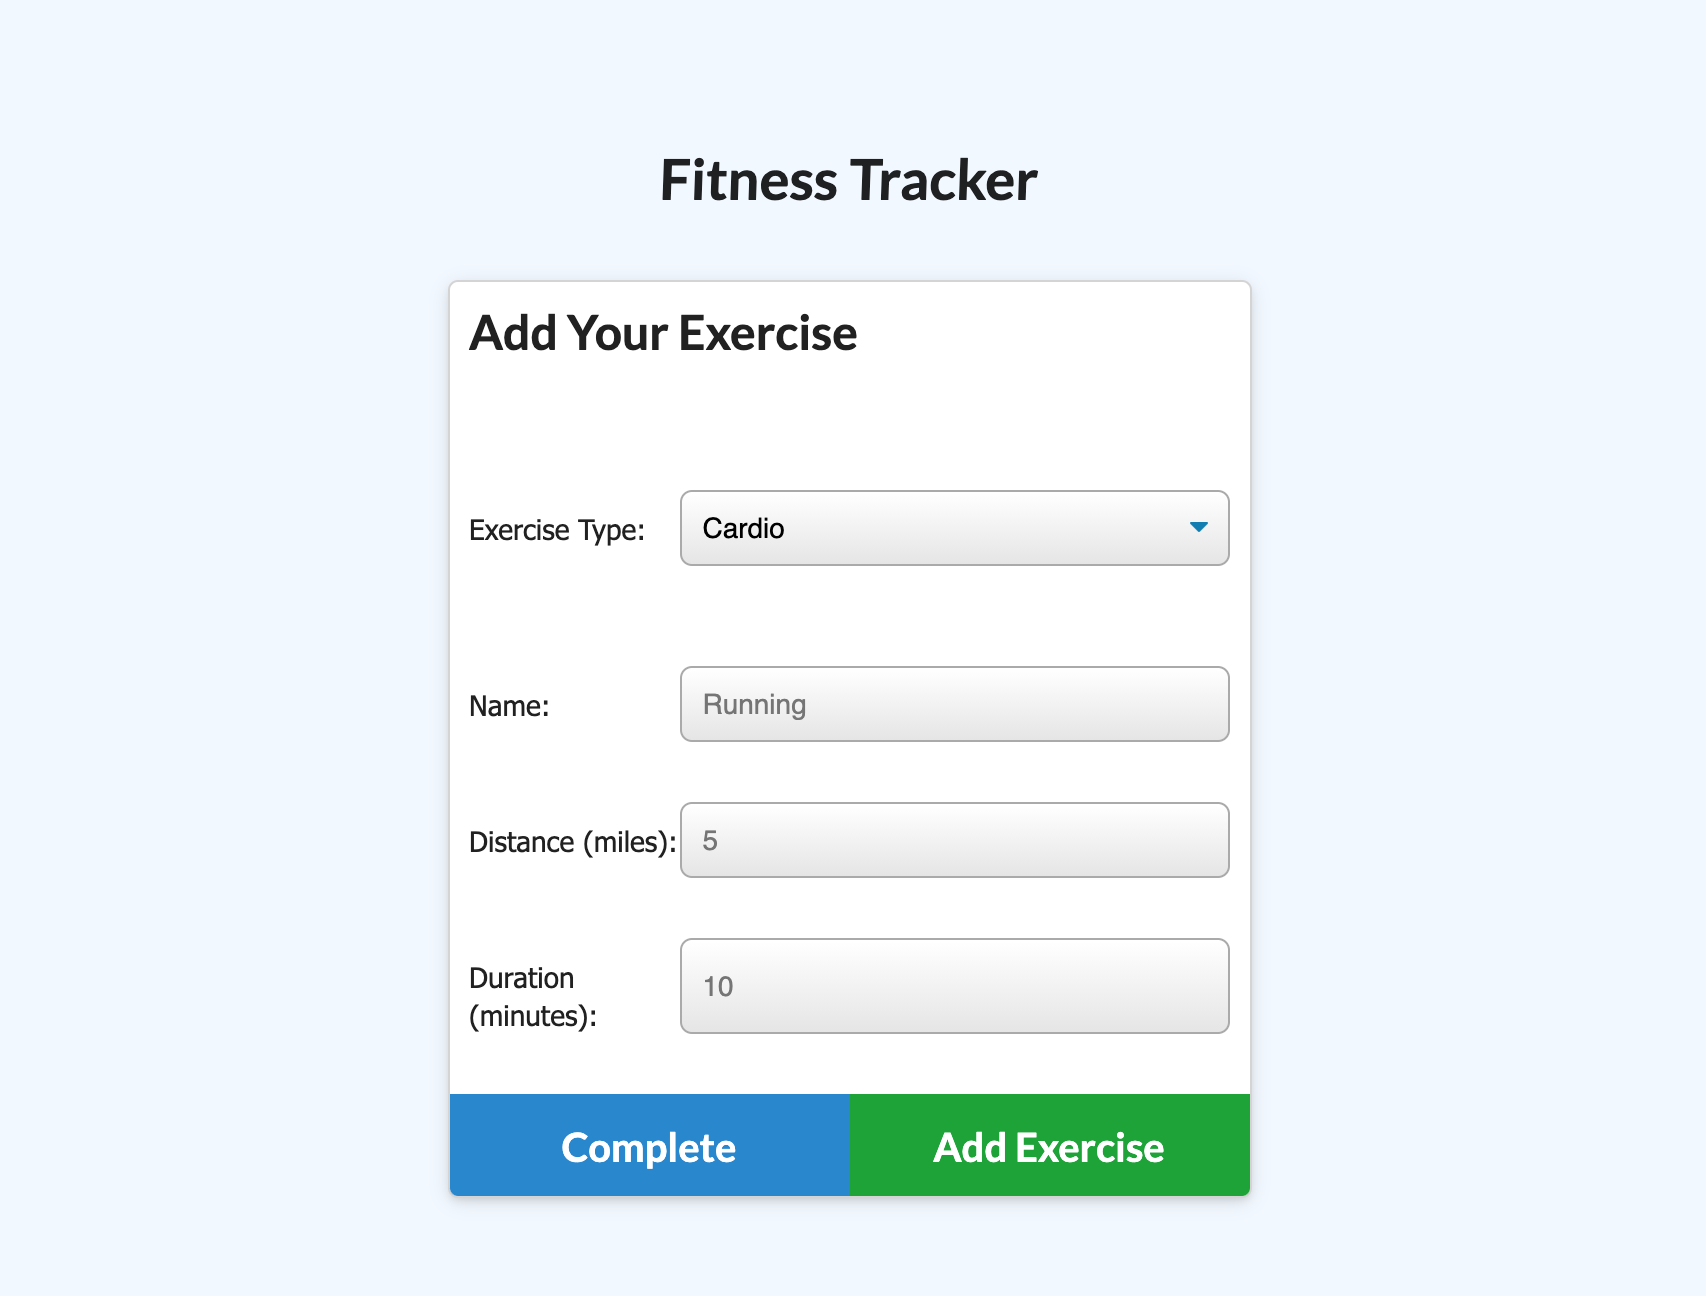 Fitness Tracker
Add Your Exercise
Exercise Type: Cardio
Name: Running
Distance (miles): 5
Duration
(minutes): 10
Complete Add Exercise